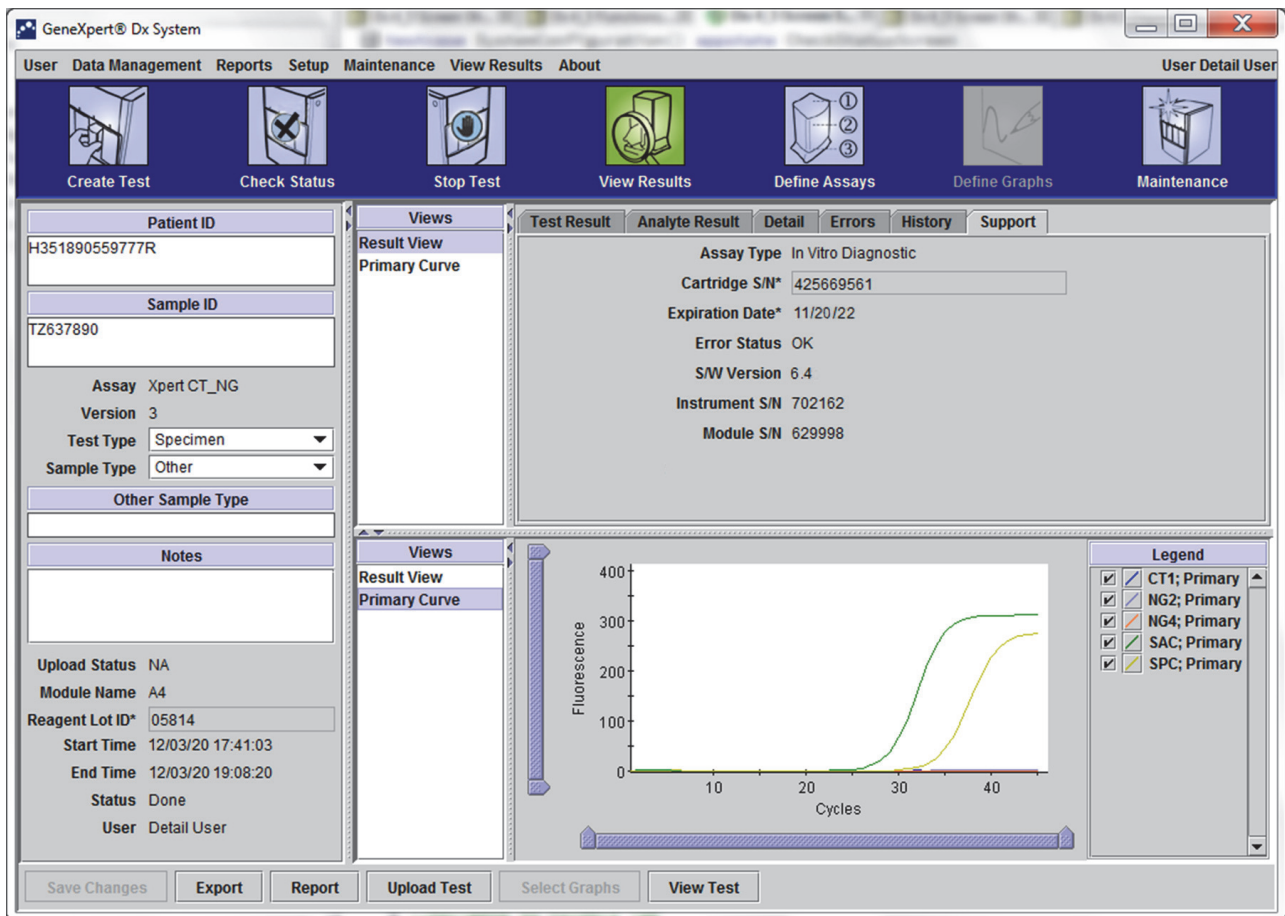 GeneXpert® Dx System
User Data Management Reports Setup Maintenance View Results About User Detail User
Create Test Check Status Stop Test View Results Define Assays Define Graphs Maintenance
① ② ③
Patient ID
H351890559777R
Sample ID
TZ637890
Assay Xpert CT_NG
Version 3
Test Type Specimen
Sample Type Other
Other Sample Type
Notes
Upload Status NA
Module Name A4
Reagent Lot ID* 05814
Start Time 12/03/20 17:41:03
End Time 12/03/20 19:08:20
Status Done
User Detail User
Views
Result View
Primary Curve
Test Result Analyte Result Detail Errors History Support
Assay Type In Vitro Diagnostic
Cartridge S/N* 425669561
Expiration Date* 11/20/22
Error Status OK
S/W Version 6.4
Instrument S/N 702162
Module S/N 629998
Views
Result View
Primary Curve
400
300
200
100
0
Fluorescence
10 20 30 40
Cycles
Legend
CT1; Primary
NG2; Primary
NG4; Primary
SAC; Primary
SPC; Primary
Save Changes Export Report Upload Test Select Graphs View Test